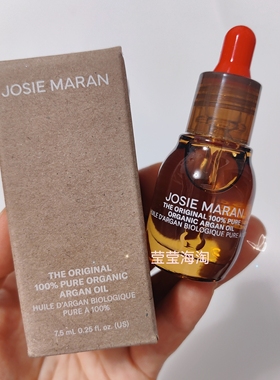 JOSIE MARAN
THE ORIGINAL
100% PURE ORGANIC
ARGAN OIL
HUILE D'ARGAN BIOLOGIQUE
PURE À 100%
7.5 mL 0.25 fl. oz. (US)
JOSIE MARAN
THE ORIGINAL 100% PURE
ORGANIC ARGAN OIL
HUILE D'ARGAN BIOLOGIQUE PURE À
莹莹海淘